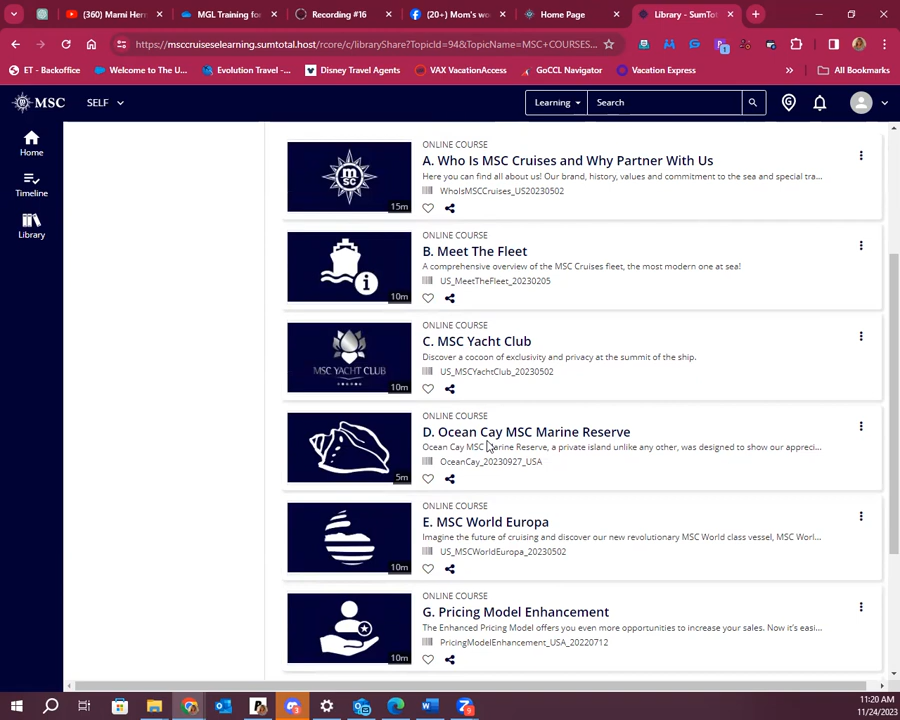 (360) Marni Her
MGL Training fo
Recording #16
(20+) Mom's wo
Home Page
Library - SumTot
https://msccruiseselearning.sumtotal.host/rcore/c/libraryShare?TopicId=94&TopicName=MSC+COURSES...
ET - Backoffice
Welcome to The U...
Evolution Travel -...
Disney Travel Agents
VAX VacationAccess
GoCCL Navigator
Vacation Express
»
All Bookmarks
MSC
SELF
Learning
Search
Home
Timeline
Library
ONLINE COURSE
A. Who Is MSC Cruises and Why Partner With Us
Here you can find all about us! Our brand, history, values and commitment to the sea and special tra...
WhoIsMSCCruises_US20230502
msc
15m
ONLINE COURSE
B. Meet The Fleet
A comprehensive overview of the MSC Cruises fleet, the most modern one at sea!
US_MeetTheFleet_20230205
10m
ONLINE COURSE
C. MSC Yacht Club
Discover a cocoon of exclusivity and privacy at the summit of the ship.
US_MSCYachtClub_20230502
MSC YACHT CLUB
10m
ONLINE COURSE
D. Ocean Cay MSC Marine Reserve
Ocean Cay MSC Marine Reserve, a private island unlike any other, was designed to show our appreci...
OceanCay_20230927_USA
5m
ONLINE COURSE
E. MSC World Europa
Imagine the future of cruising and discover our new revolutionary MSC World class vessel, MSC Worl...
US_MSCWorldEuropa_20230502
10m
ONLINE COURSE
G. Pricing Model Enhancement
The Enhanced Pricing Model offers you even more opportunities to increase your sales. Now it's easi...
PricingModelEnhancement_USA_20220712
10m
11:20 AM
11/24/2023